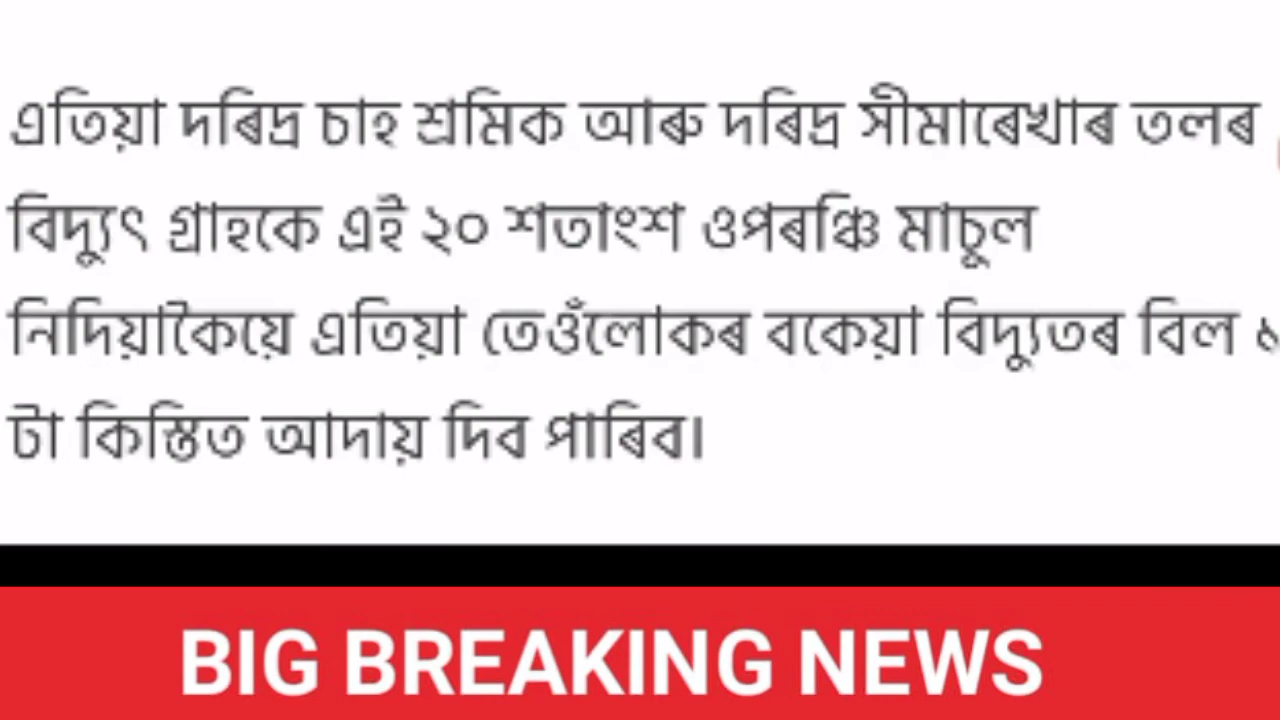 এতিয়া দৰিদ্ৰ চাহ শ্ৰমিক আৰু দৰিদ্ৰ সীমাৰেখাৰ তলৰ
বিদ্যুৎ গ্ৰাহকে এই ২০ শতাংশ ওপৰঞ্চি মাচুল
নিদিয়াকৈয়ে এতিয়া তেওঁলোকৰ বকেয়া বিদ্যুতৰ বিল
টা কিস্তিত আদায় দিব পাৰিব।
BIG BREAKING NEWS